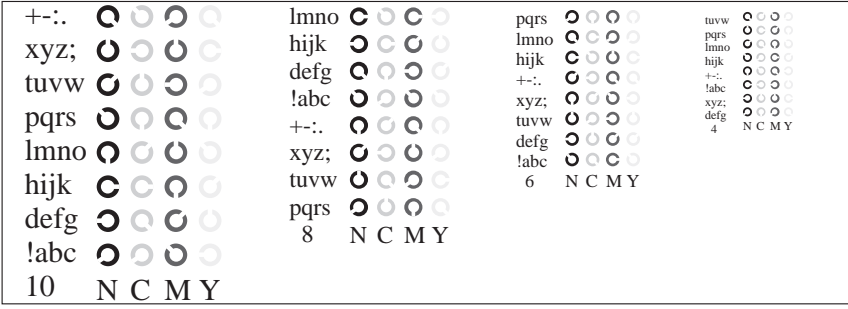 +-:.
xyz;
tuvw
pqrs
lmno
hijk
defg
!abc
10 N C M Y
lmno
hijk
defg
!abc
+-:.
xyz;
tuvw
pqrs
8 N C M Y
pqrs
lmno
hijk
+-:.
xyz;
tuvw
defg
!abc
6 N C M Y
tuvw
pqrs
lmno
hijk
+-:.
!abc
xyz;
defg
4 N C M Y